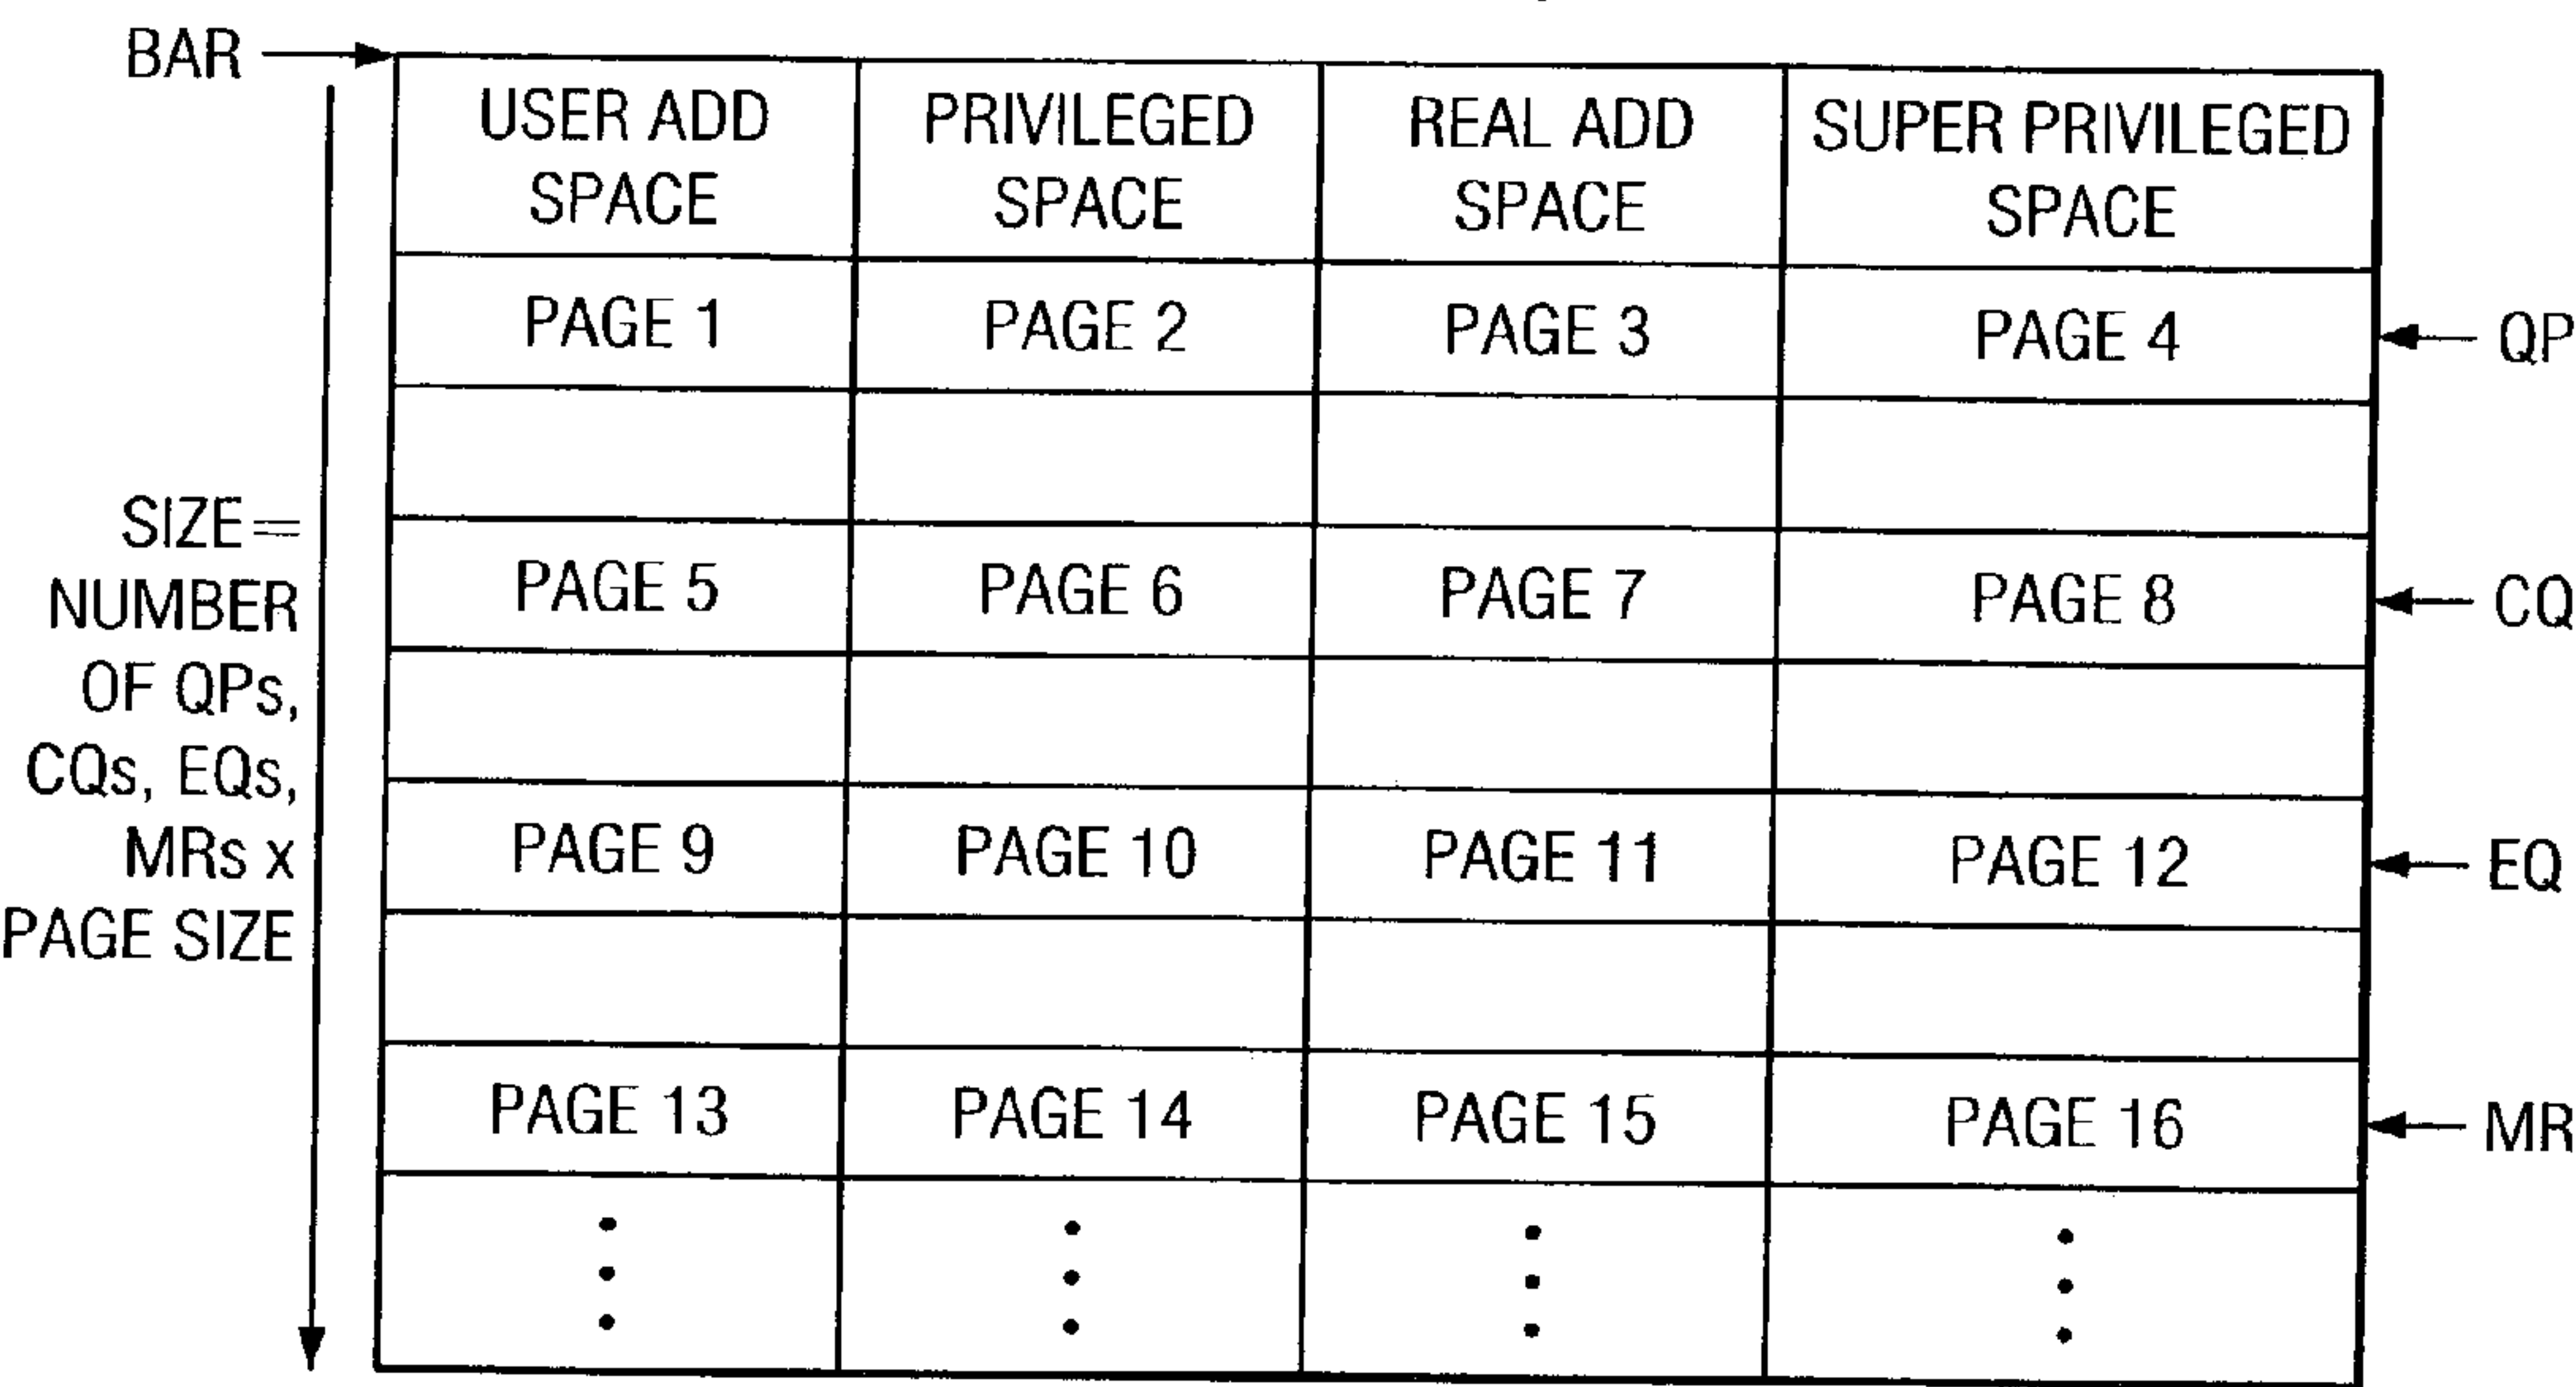 BAR
USER ADD
SPACE
PRIVILEGED
SPACE
REAL ADD
SPACE
SUPER PRIVILEGED
SPACE
PAGE 1
PAGE 2
PAGE 3
PAGE 4
QP
SIZE=
NUMBER
OF QPs,
CQs, EQs,
MRs x
PAGE SIZE
PAGE 5
PAGE 6
PAGE 7
PAGE 8
CQ
PAGE 9
PAGE 10
PAGE 11
PAGE 12
EQ
PAGE 13
PAGE 14
PAGE 15
PAGE 16
MR